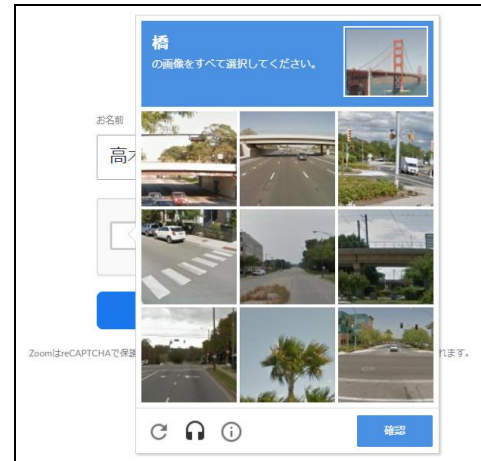 橋
の画像をすべて選択してください。
お名前
高
ZoomはreCAPTCHAで保
れます。
確認